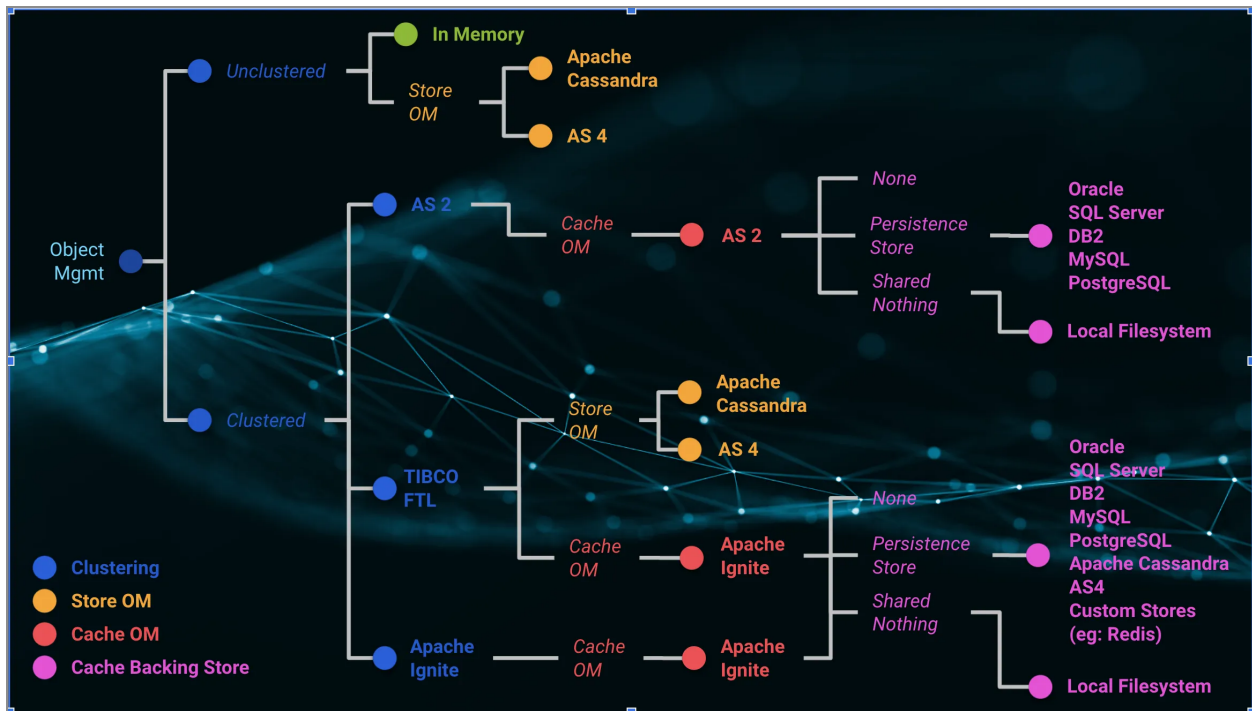 In Memory
Unclustered
Store
OM
Apache
Cassandra
AS 4
Object
Mgmt
AS 2
Cache
OM
AS 2
None
Persistence
Store
Shared
Nothing
Oracle
SQL Server
DB2
MySQL
PostgreSQL
Local Filesystem
Clustered
TIBCO
FTL
Store
OM
Apache
Cassandra
AS 4
Cache
OM
Apache
Ignite
Apache
Ignite
Cache
OM
Apache
Ignite
None
Persistence
Store
Shared
Nothing
Oracle
SQL Server
DB2
MySQL
PostgreSQL
Apache Cassandra
AS4
Custom Stores
(eg: Redis)
Local Filesystem
Clustering
Store OM
Cache OM
Cache Backing Store